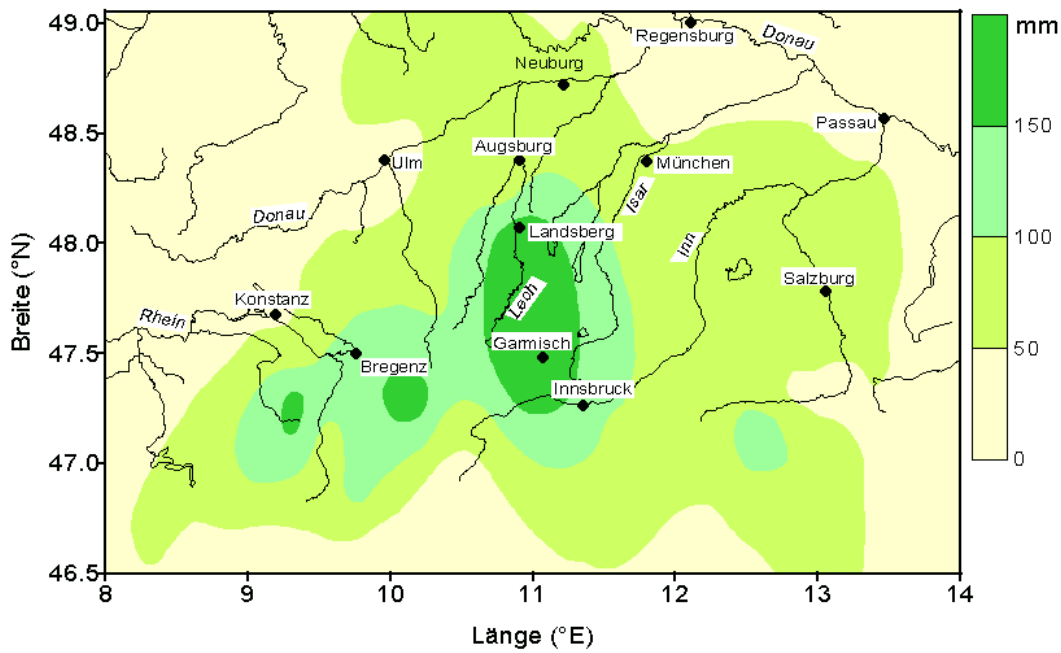 49.0
48.5
48.0
47.5
47.0
46.5
Breite (°N)
8
9
10
11
12
13
14
Länge (°E)
Regensburg
Donau
Neuburg
Passau
Augsburg
Ulm
München
Isar
Donau
Landsberg
Inn
Salzburg
Konstanz
Lech
Rhein
Garmisch
Bregenz
Innsbruck
mm
150
100
50
0